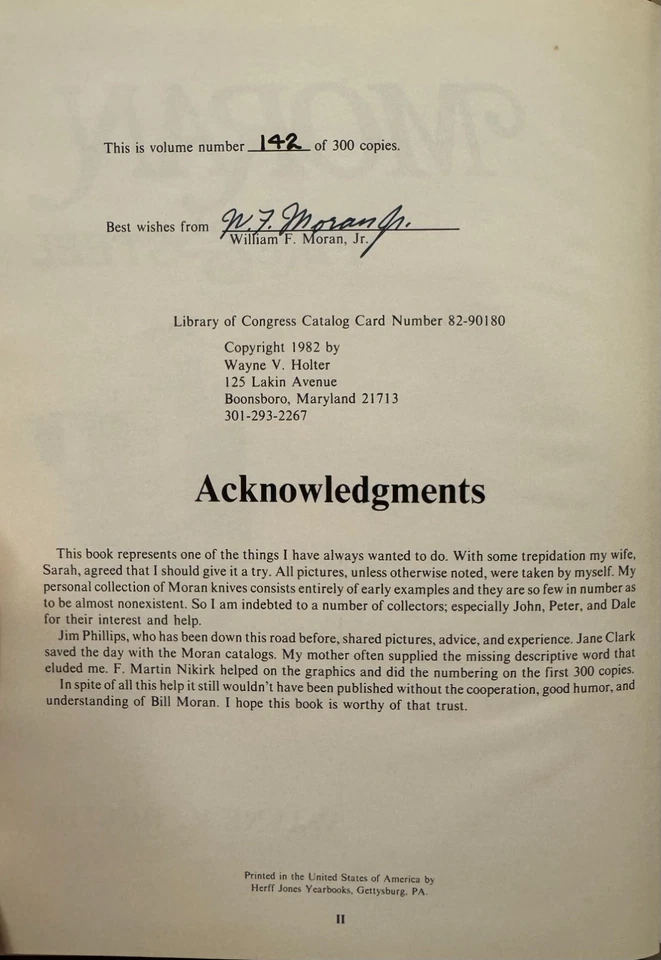 This is volume number 142 of 300 copies.
Best wishes from W. F. Moran Jr.
William F. Moran, Jr.
Library of Congress Catalog Card Number 82-90180
Copyright 1982 by
Wayne V. Holter
125 Lakin Avenue
Boonsboro, Maryland 21713
301-293-2267
Acknowledgments
This book represents one of the things I have always wanted to do. With some trepidation my wife,
Sarah, agreed that I should give it a try. All pictures, unless otherwise noted, were taken by myself. My
personal collection of Moran knives consists entirely of early examples and they are so few in number as
to be almost nonexistent. So I am indebted to a number of collectors; especially John, Peter, and Dale
for their interest and help.
Jim Phillips, who has been down this road before, shared pictures, advice, and experience. Jane Clark
saved the day with the Moran catalogs. My mother often supplied the missing descriptive word that
eluded me. F. Martin Nikirk helped on the graphics and did the numbering on the first 300 copies.
In spite of all this help it still wouldn't have been published without the cooperation, good humor, and
understanding of Bill Moran. I hope this book is worthy of that trust.
Printed in the United States of America by
Herff Jones Yearbooks, Gettysburg, PA.
II